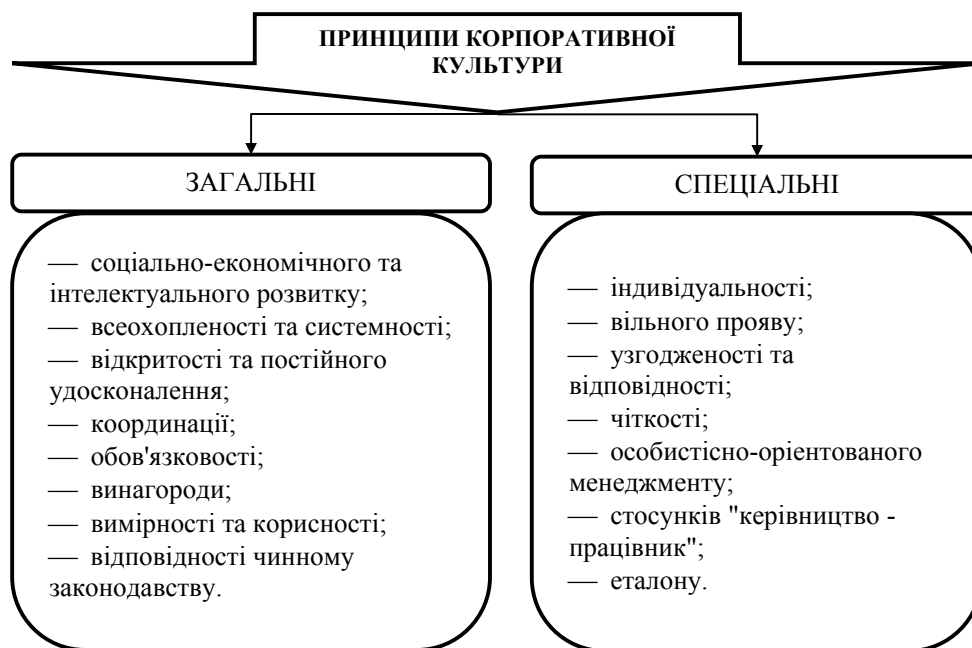 ПРИНЦИПИ КОРПОРАТИВНОЇ
КУЛЬТУРИ
ЗАГАЛЬНІ
— соціально-економічного та
інтелектуального розвитку;
— всеохопленості та системності;
— відкритості та постійного
удосконалення;
— координації;
— обов'язковості;
— винагороди;
— вимірності та корисності;
— відповідності чинному
законодавству.
СПЕЦІАЛЬНІ
— індивідуальності;
— вільного прояву;
— узгодженості та
відповідності;
— чіткості;
— особистісно-оріентованого
менеджменту;
— стосунків "керівництво -
працівник";
— еталону.